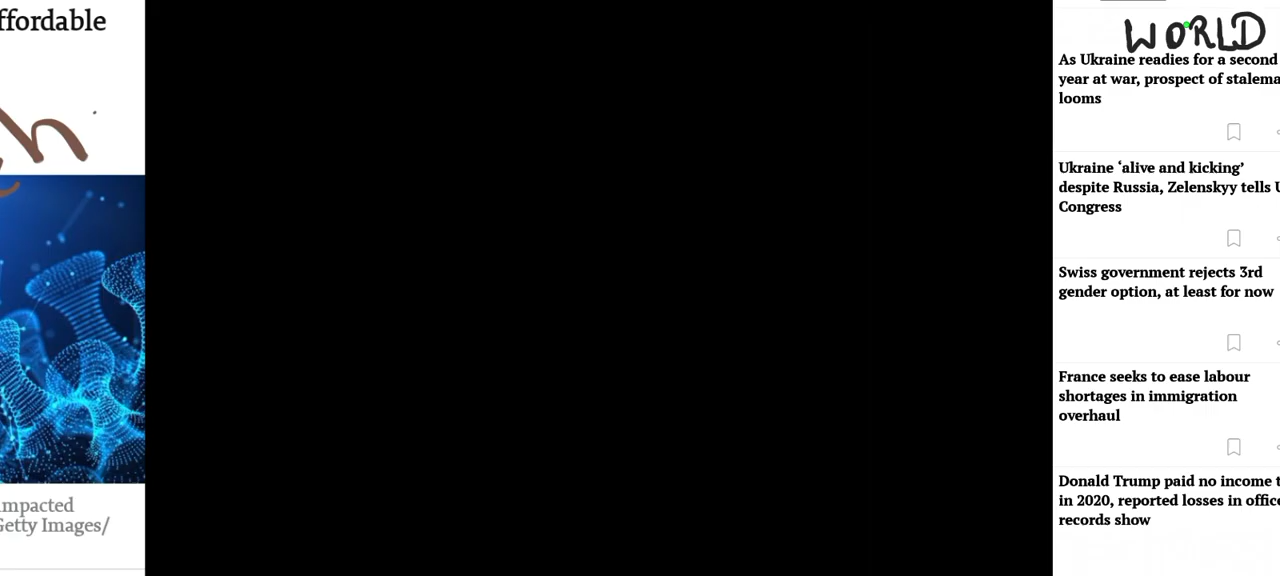 ffordable
mpacted
Getty Images/
WORLD
As Ukraine readies for a second
year at war, prospect of stalema
looms
Ukraine ‘alive and kicking’
despite Russia, Zelenskyy tells U
Congress
Swiss government rejects 3rd
gender option, at least for now
France seeks to ease labour
shortages in immigration
overhaul
Donald Trump paid no income t
in 2020, reported losses in office
records show